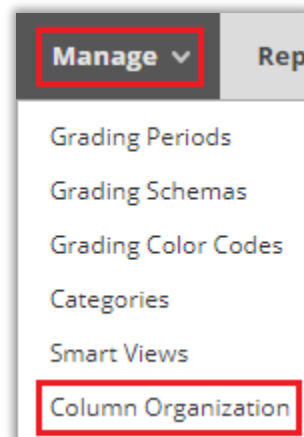 Manage Rep
Grading Periods
Grading Schemas
Grading Color Codes
Categories
Smart Views
Column Organization